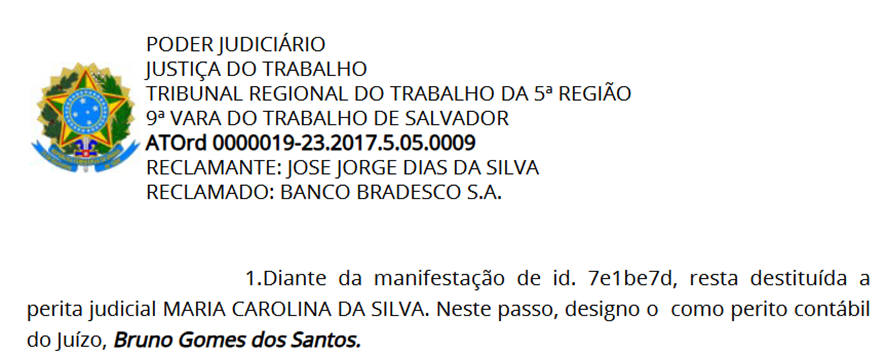 PODER JUDICIÁRIO
JUSTIÇA DO TRABALHO
TRIBUNAL REGIONAL DO TRABALHO DA 5ª REGIÃO
9ª VARA DO TRABALHO DE SALVADOR
ATOrd 0000019-23.2017.5.05.0009
RECLAMANTE: JOSE JORGE DIAS DA SILVA
RECLAMADO: BANCO BRADESCO S.A.
1.Diante da manifestação de id. 7e1be7d, resta destituída a
perita judicial MARIA CAROLINA DA SILVA. Neste passo, designo o como perito contábil
do Juízo, Bruno Gomes dos Santos.